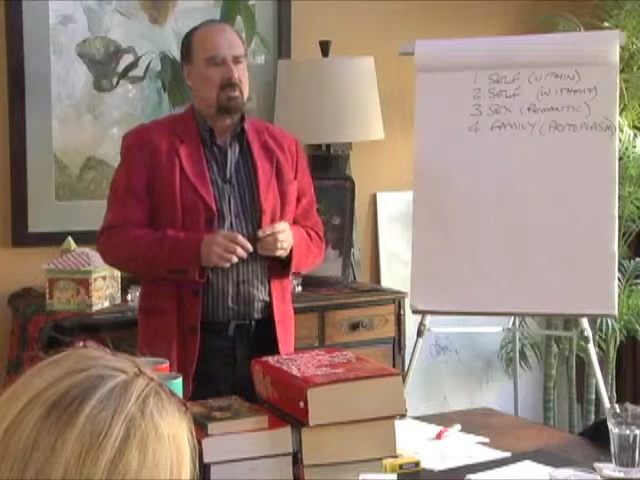 1 SELF (WITHIN)
2 SELF (WITHOUT)
3 SEX (ROMANTIC)
4 FAMILY (PROTOPLASM)